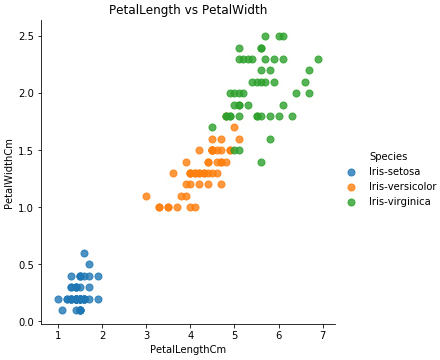 PetalLength vs PetalWidth
2.5
2.0
1.5
1.0
0.5
0.0
PetalWidthCm
1 2 3 4 5 6 7
PetalLengthCm
Species
Iris-setosa
Iris-versicolor
Iris-virginica